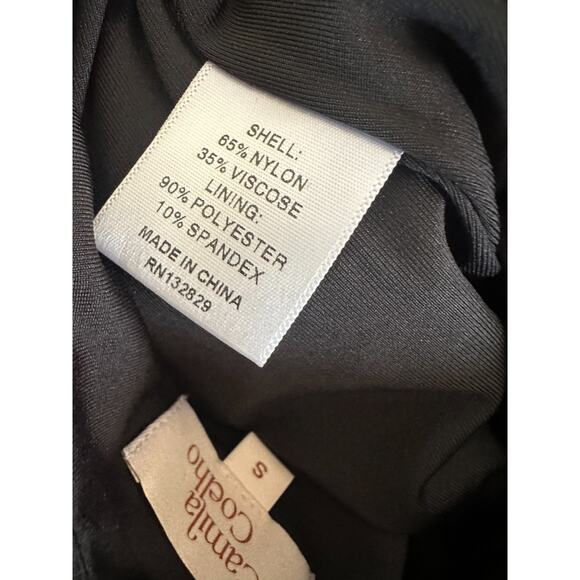 SHELL:
65% NYLON
35% VISCOSE
LINING:
90% POLYESTER
10% SPANDEX
MADE IN CHINA
RN132829
S
Camila
Coelho